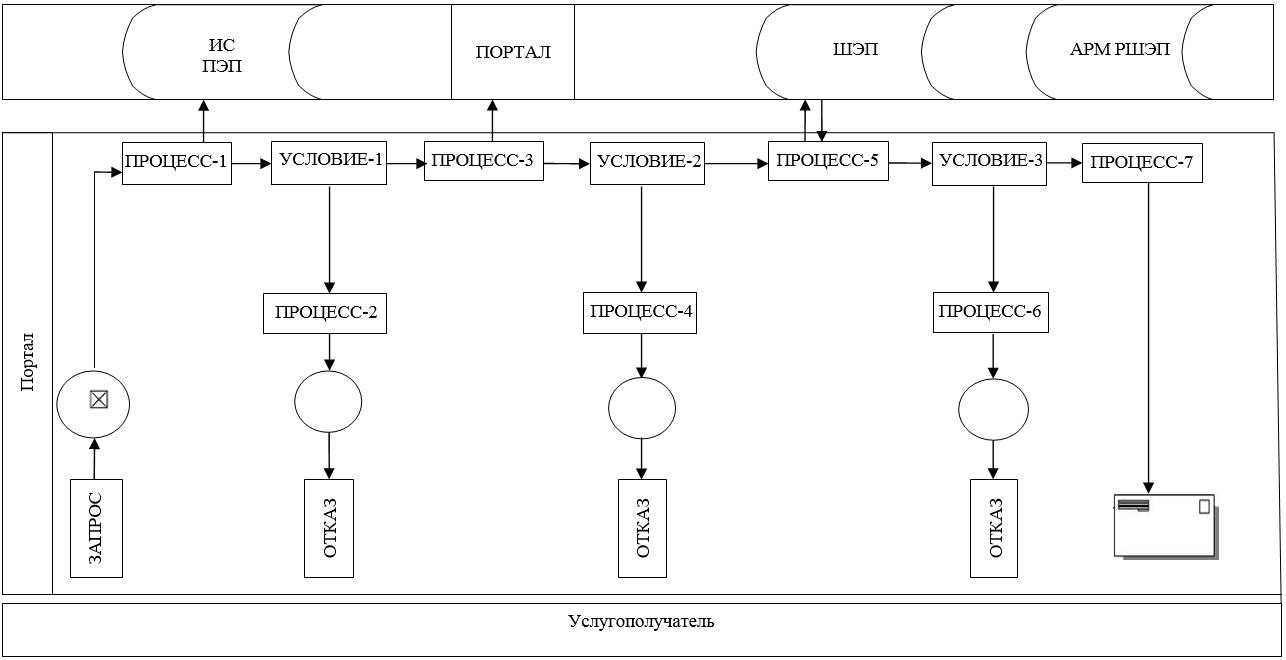 ИС
ПЭП
ПОРТАЛ
ШЭП
АРМ РШЭП
ПРОЦЕСС-1
УСЛОВИЕ-1
ПРОЦЕСС-3
УСЛОВИЕ-2
ПРОЦЕСС-5
УСЛОВИЕ-3
ПРОЦЕСС-7
ПРОЦЕСС-2
ПРОЦЕСС-4
ПРОЦЕСС-6
Портал
ЗАПРОС
ОТКАЗ
ОТКАЗ
ОТКАЗ
Услугополучатель